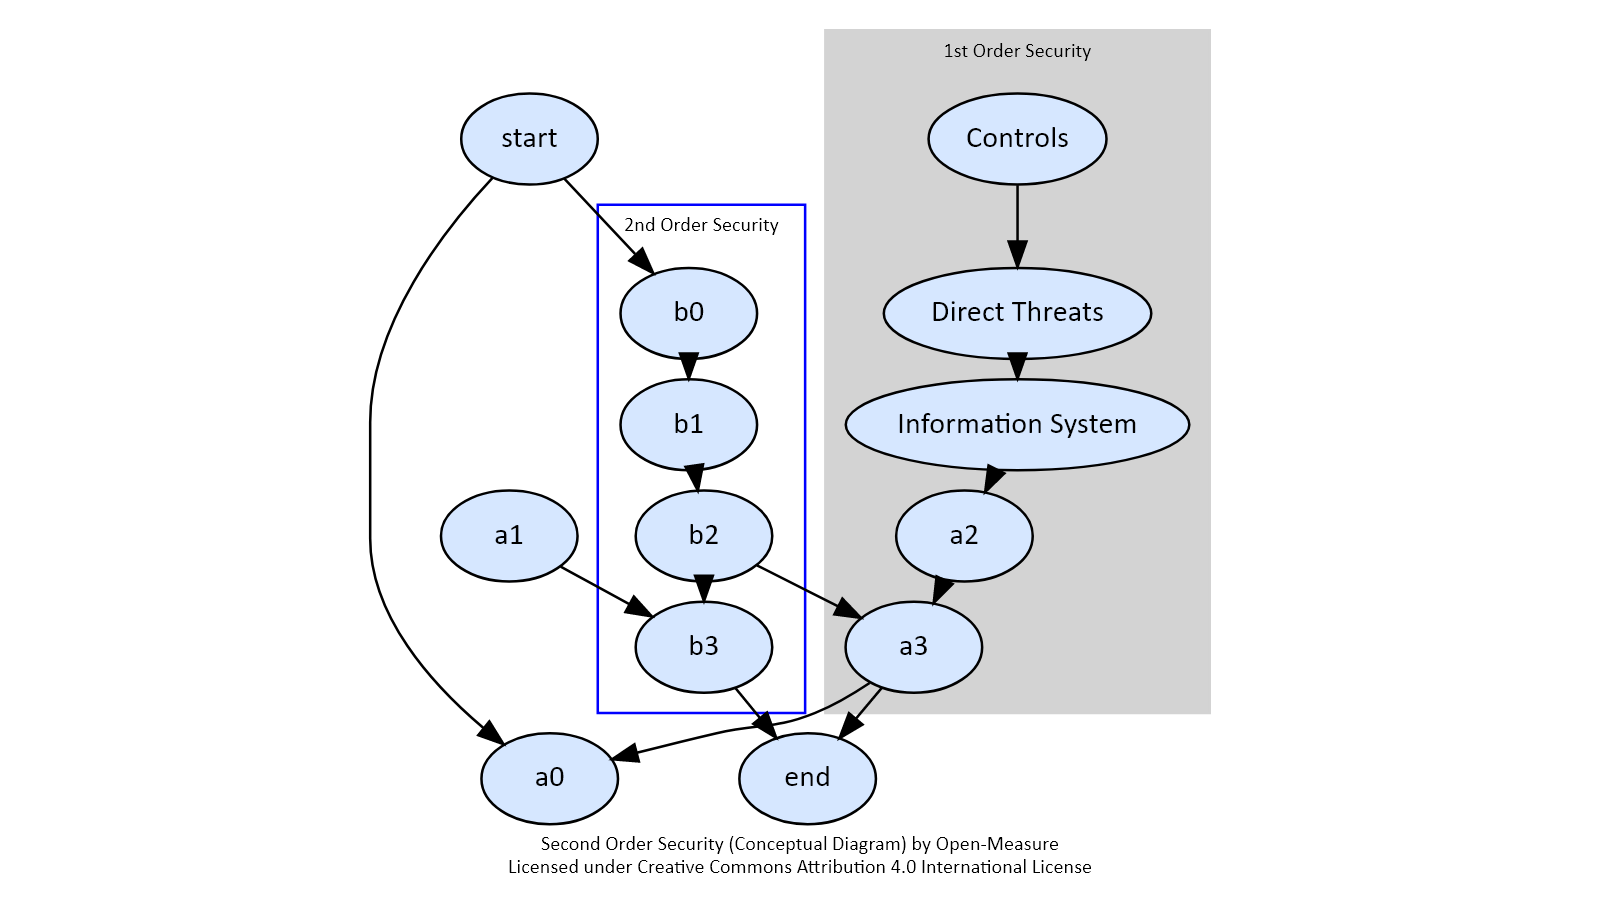 1st Order Security
start
Controls
2nd Order Security
b0
Direct Threats
b1
Information System
a1
b2
a2
b3
a3
a0
end
Second Order Security (Conceptual Diagram) by Open-Measure
Licensed under Creative Commons Attribution 4.0 International License